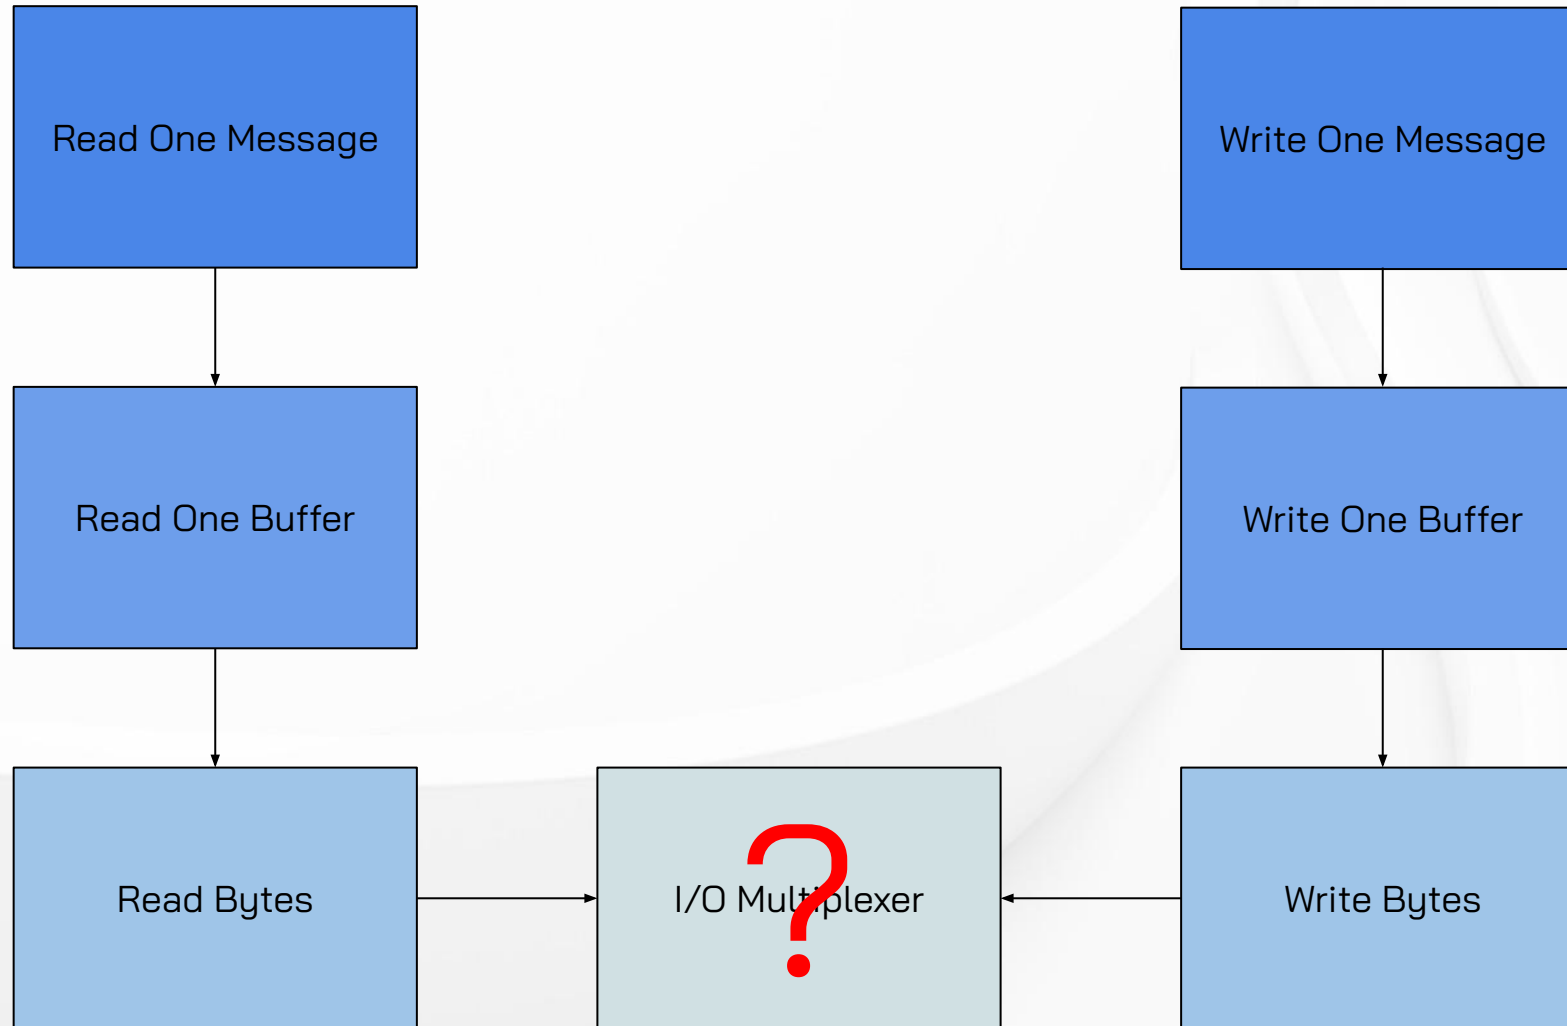 Read One Message
Write One Message
Read One Buffer
Write One Buffer
Read Bytes
I/O Multiplexer
?
Write Bytes